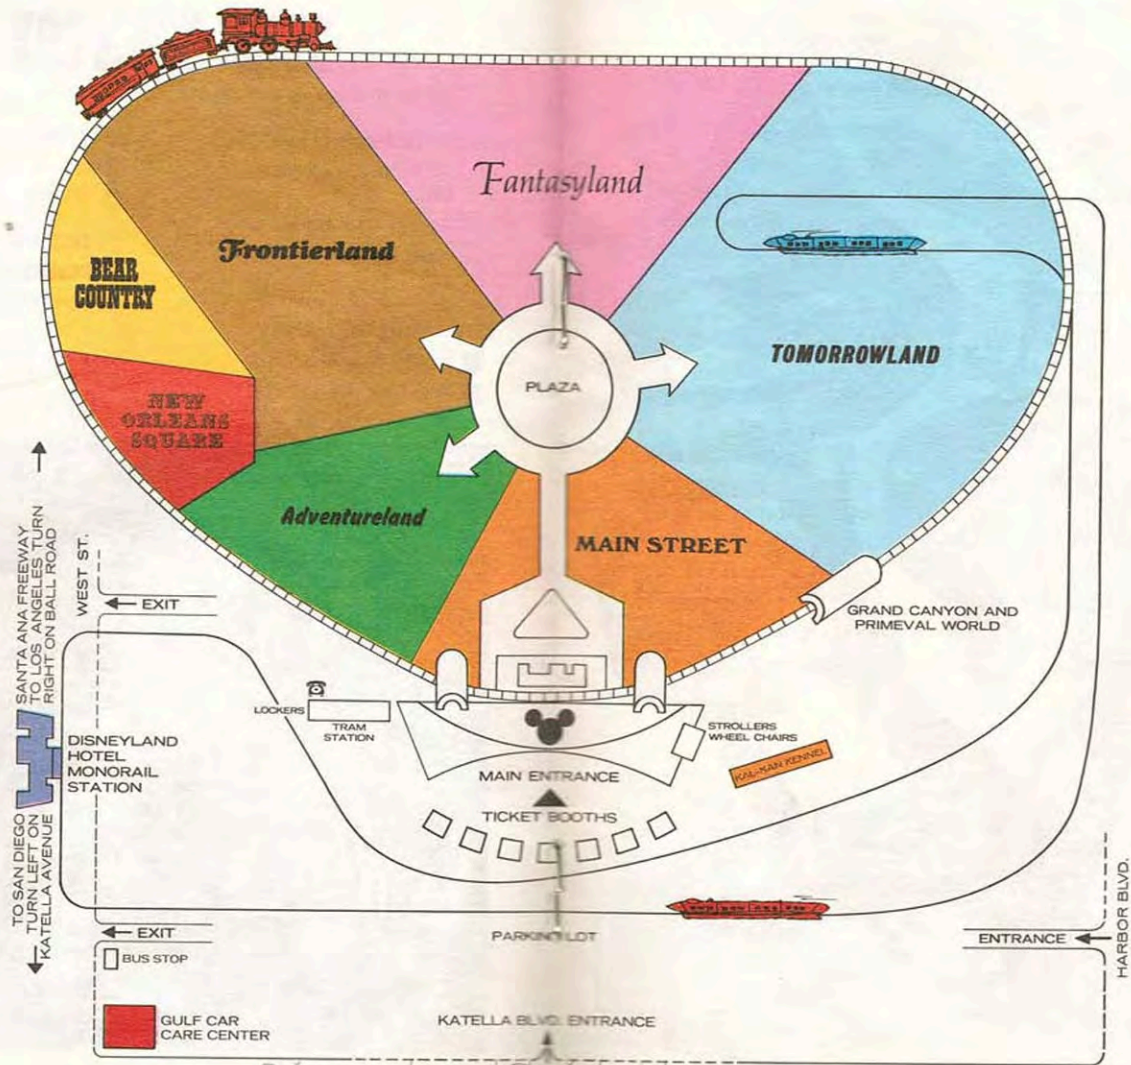 Fantasyland
Frontierland
BEAR
COUNTRY
TOMORROWLAND
PLAZA
NEW
ORLEANS
SQUARE
Adventureland
MAIN STREET
SANTA ANA FREEWAY
TO LOS ANGELES TURN
RIGHT ON BALL ROAD
WEST ST.
EXIT
GRAND CANYON AND
PRIMEVAL WORLD
LOCKERS
TRAM
STATION
STROLLERS
WHEEL CHAIRS
DISNEYLAND
HOTEL
MONORAIL
STATION
MAIN ENTRANCE
KAL-KAN KENNEL
TICKET BOOTHS
TO SAN DIEGO
TURN LEFT ON
KATELLA AVENUE
EXIT
PARKING LOT
ENTRANCE
HARBOR BLVD.
BUS STOP
GULF CAR
CARE CENTER
KATELLA BLVD. ENTRANCE